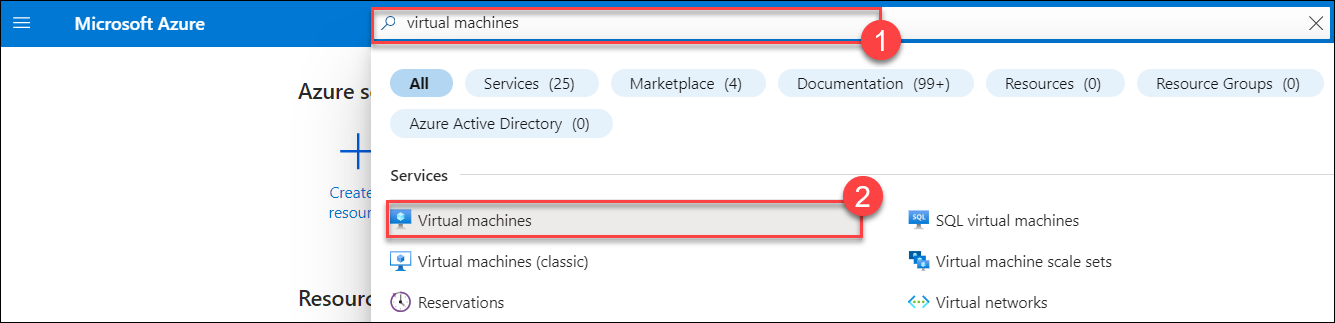 Microsoft Azure
virtual machines
1
All Services (25) Marketplace (4) Documentation (99+) Resources (0) Resource Groups (0)
Azure Active Directory (0)
Azure s
Create
resour
Services
2
Virtual machines SQL virtual machines
Virtual machines (classic) Virtual machine scale sets
Reservations Virtual networks
Resour